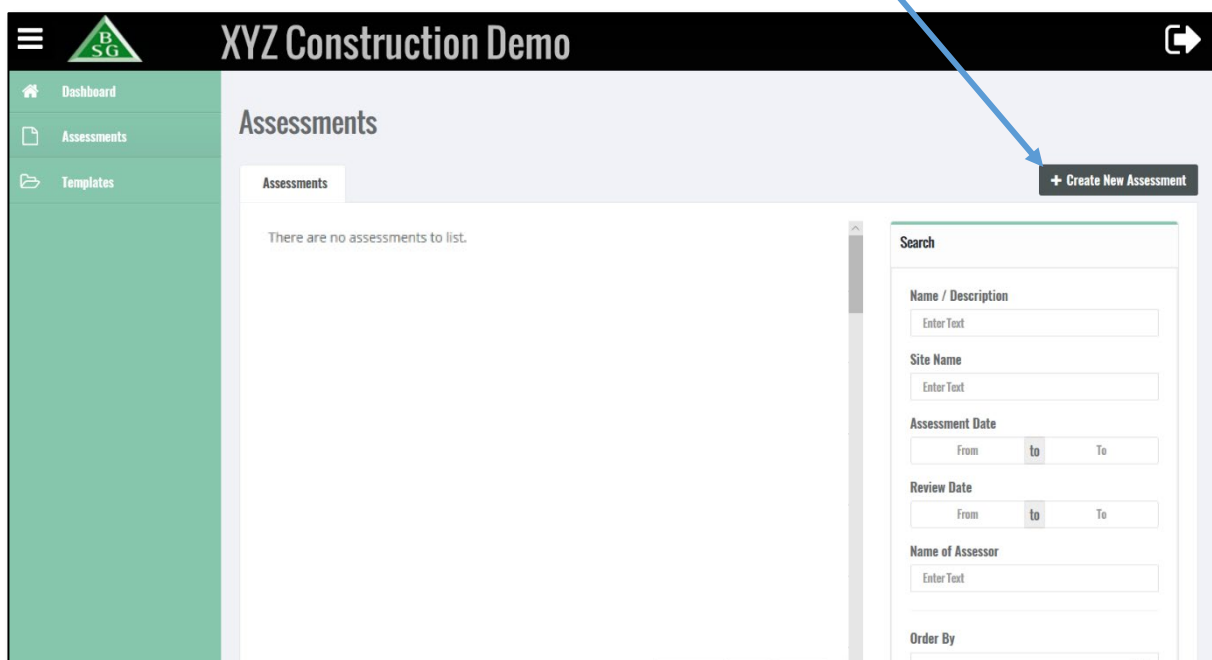 B
SG
XYZ Construction Demo
Dashboard
Assessments
Templates
Assessments
Assessments
+ Create New Assessment
There are no assessments to list.
Search
Name / Description
Enter Text
Site Name
Enter Text
Assessment Date
From to To
Review Date
From to To
Name of Assessor
Enter Text
Order By